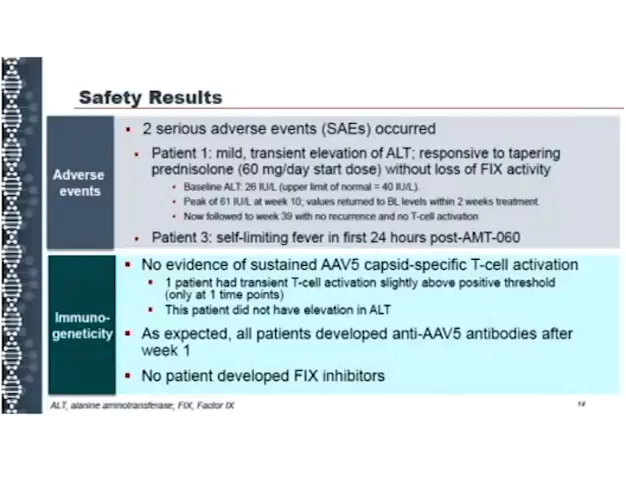 Safety Results
Adverse
events
▪ 2 serious adverse events (SAEs) occurred
▪ Patient 1: mild, transient elevation of ALT; responsive to tapering
prednisolone (60 mg/day start dose) without loss of FIX activity
▪ Baseline ALT: 26 IU/L (upper limit of normal = 40 IU/L).
▪ Peak of 61 IU/L at week 10; values returned to BL levels within 2 weeks treatment.
▪ Now followed to week 39 with no recurrence and no T-cell activation
▪ Patient 3: self-limiting fever in first 24 hours post-AMT-060
Immuno-
geneticity
▪ No evidence of sustained AAV5 capsid-specific T-cell activation
▪ 1 patient had transient T-cell activation slightly above positive threshold
(only at 1 time points)
▪ This patient did not have elevation in ALT
▪ As expected, all patients developed anti-AAV5 antibodies after
week 1
▪ No patient developed FIX inhibitors
ALT, alanine aminotransferase; FIX, Factor IX
14